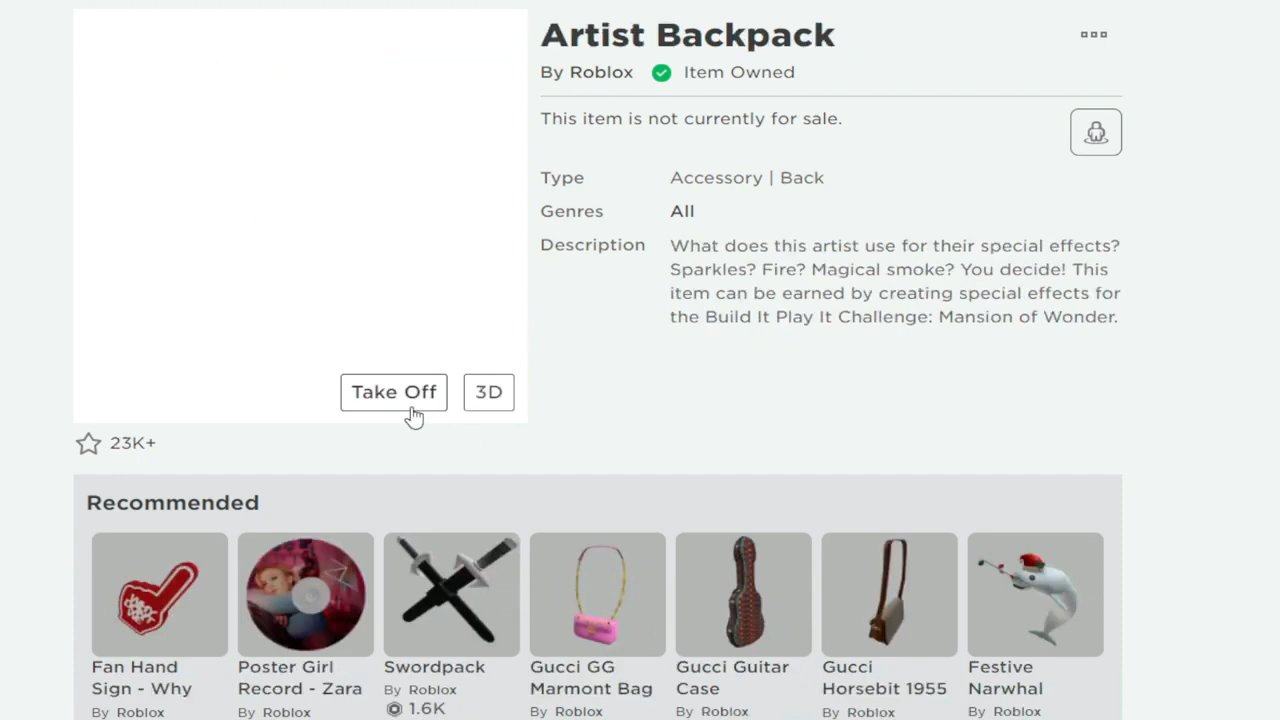 Artist Backpack
By Roblox Item Owned
This item is not currently for sale.
Type Accessory | Back
Genres All
Description What does this artist use for their special effects?
Sparkles? Fire? Magical smoke? You decide! This
item can be earned by creating special effects for
the Build It Play It Challenge: Mansion of Wonder.
Take Off 3D
23K+
Recommended
Fan Hand
Sign - Why
By Roblox
Poster Girl
Record - Zara
By Roblox
Swordpack
By Roblox
1.6K
Gucci GG
Marmont Bag
By Roblox
Gucci Guitar
Case
By Roblox
Gucci
Horsebit 1955
By Roblox
Festive
Narwhal
By Roblox